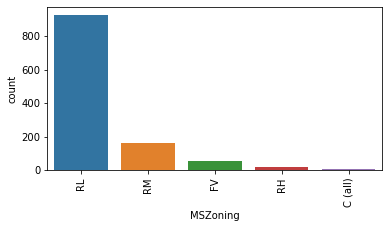 count
800
600
400
200
0
RL
RM
FV
RH
C (all)
MSZoning